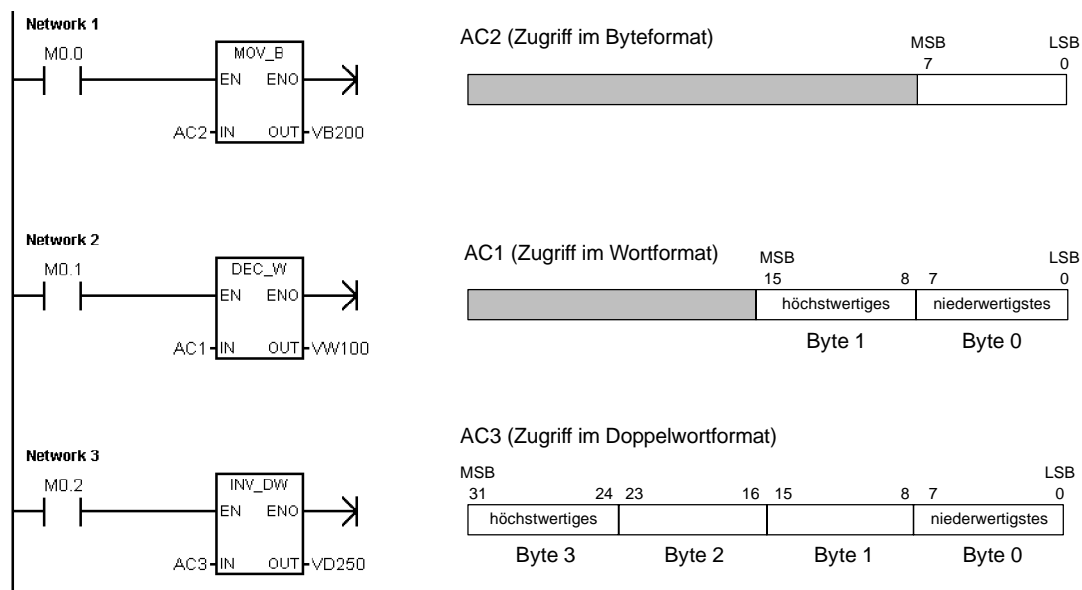 Network 1
M0.0
MOV_B
EN ENO
AC2 IN OUT VB200
AC2 (Zugriff im Byteformat)
MSB LSB
7 0
Network 2
M0.1
DEC_W
EN ENO
AC1 IN OUT VW100
AC1 (Zugriff im Wortformat)
MSB LSB
15 8 7 0
höchstwertiges niederwertigstes
Byte 1 Byte 0
Network 3
M0.2
INV_DW
EN ENO
AC3 IN OUT VD250
AC3 (Zugriff im Doppelwortformat)
MSB LSB
31 24 23 16 15 8 7 0
höchstwertiges niederwertigstes
Byte 3 Byte 2 Byte 1 Byte 0